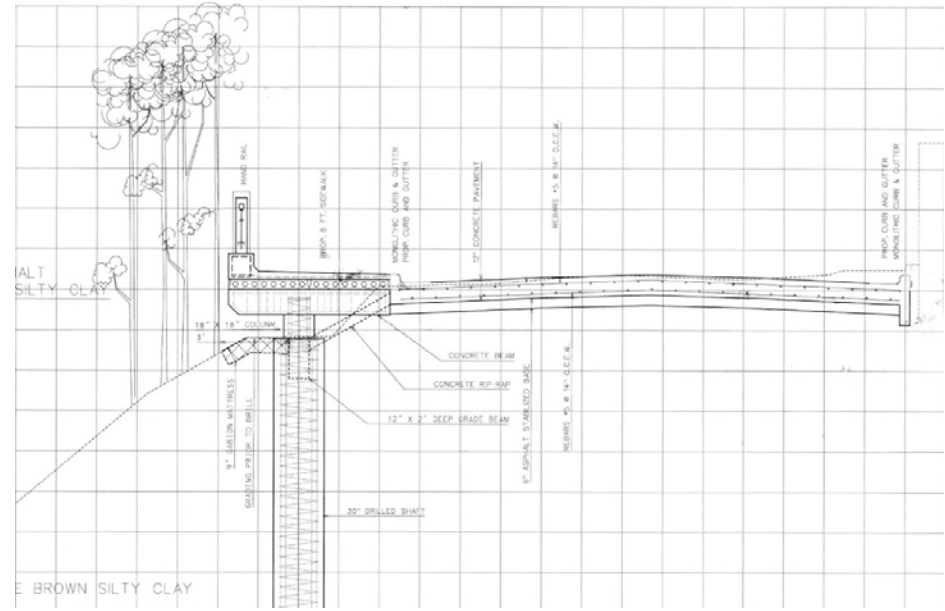 HAND RAIL
PROP. 8 FT. SIDEWALK
MONOLITHIC CURB & GUTTER
PROP. CURB AND GUTTER
12" CONCRETE PAVEMENT
REBARS #5 @ 14" O.C.E.W.
PROP. CURB AND GUTTER
MONOLITHIC CURB & GUTTER
SILTY CLAY
18" X 18" COLUNM
3'
CONCRETE BEAM
CONCRETE RIP-RAP
12" X 2' DEEP GRADE BEAM
9" GABION MATTRESS
GRADING PRIOR TO DRILL
6" ASPHALT STABILIZED BASE
REBARS #5 @ 14" O.C.E.W.
30" DRILLED SHAFT
E BROWN SILTY CLAY